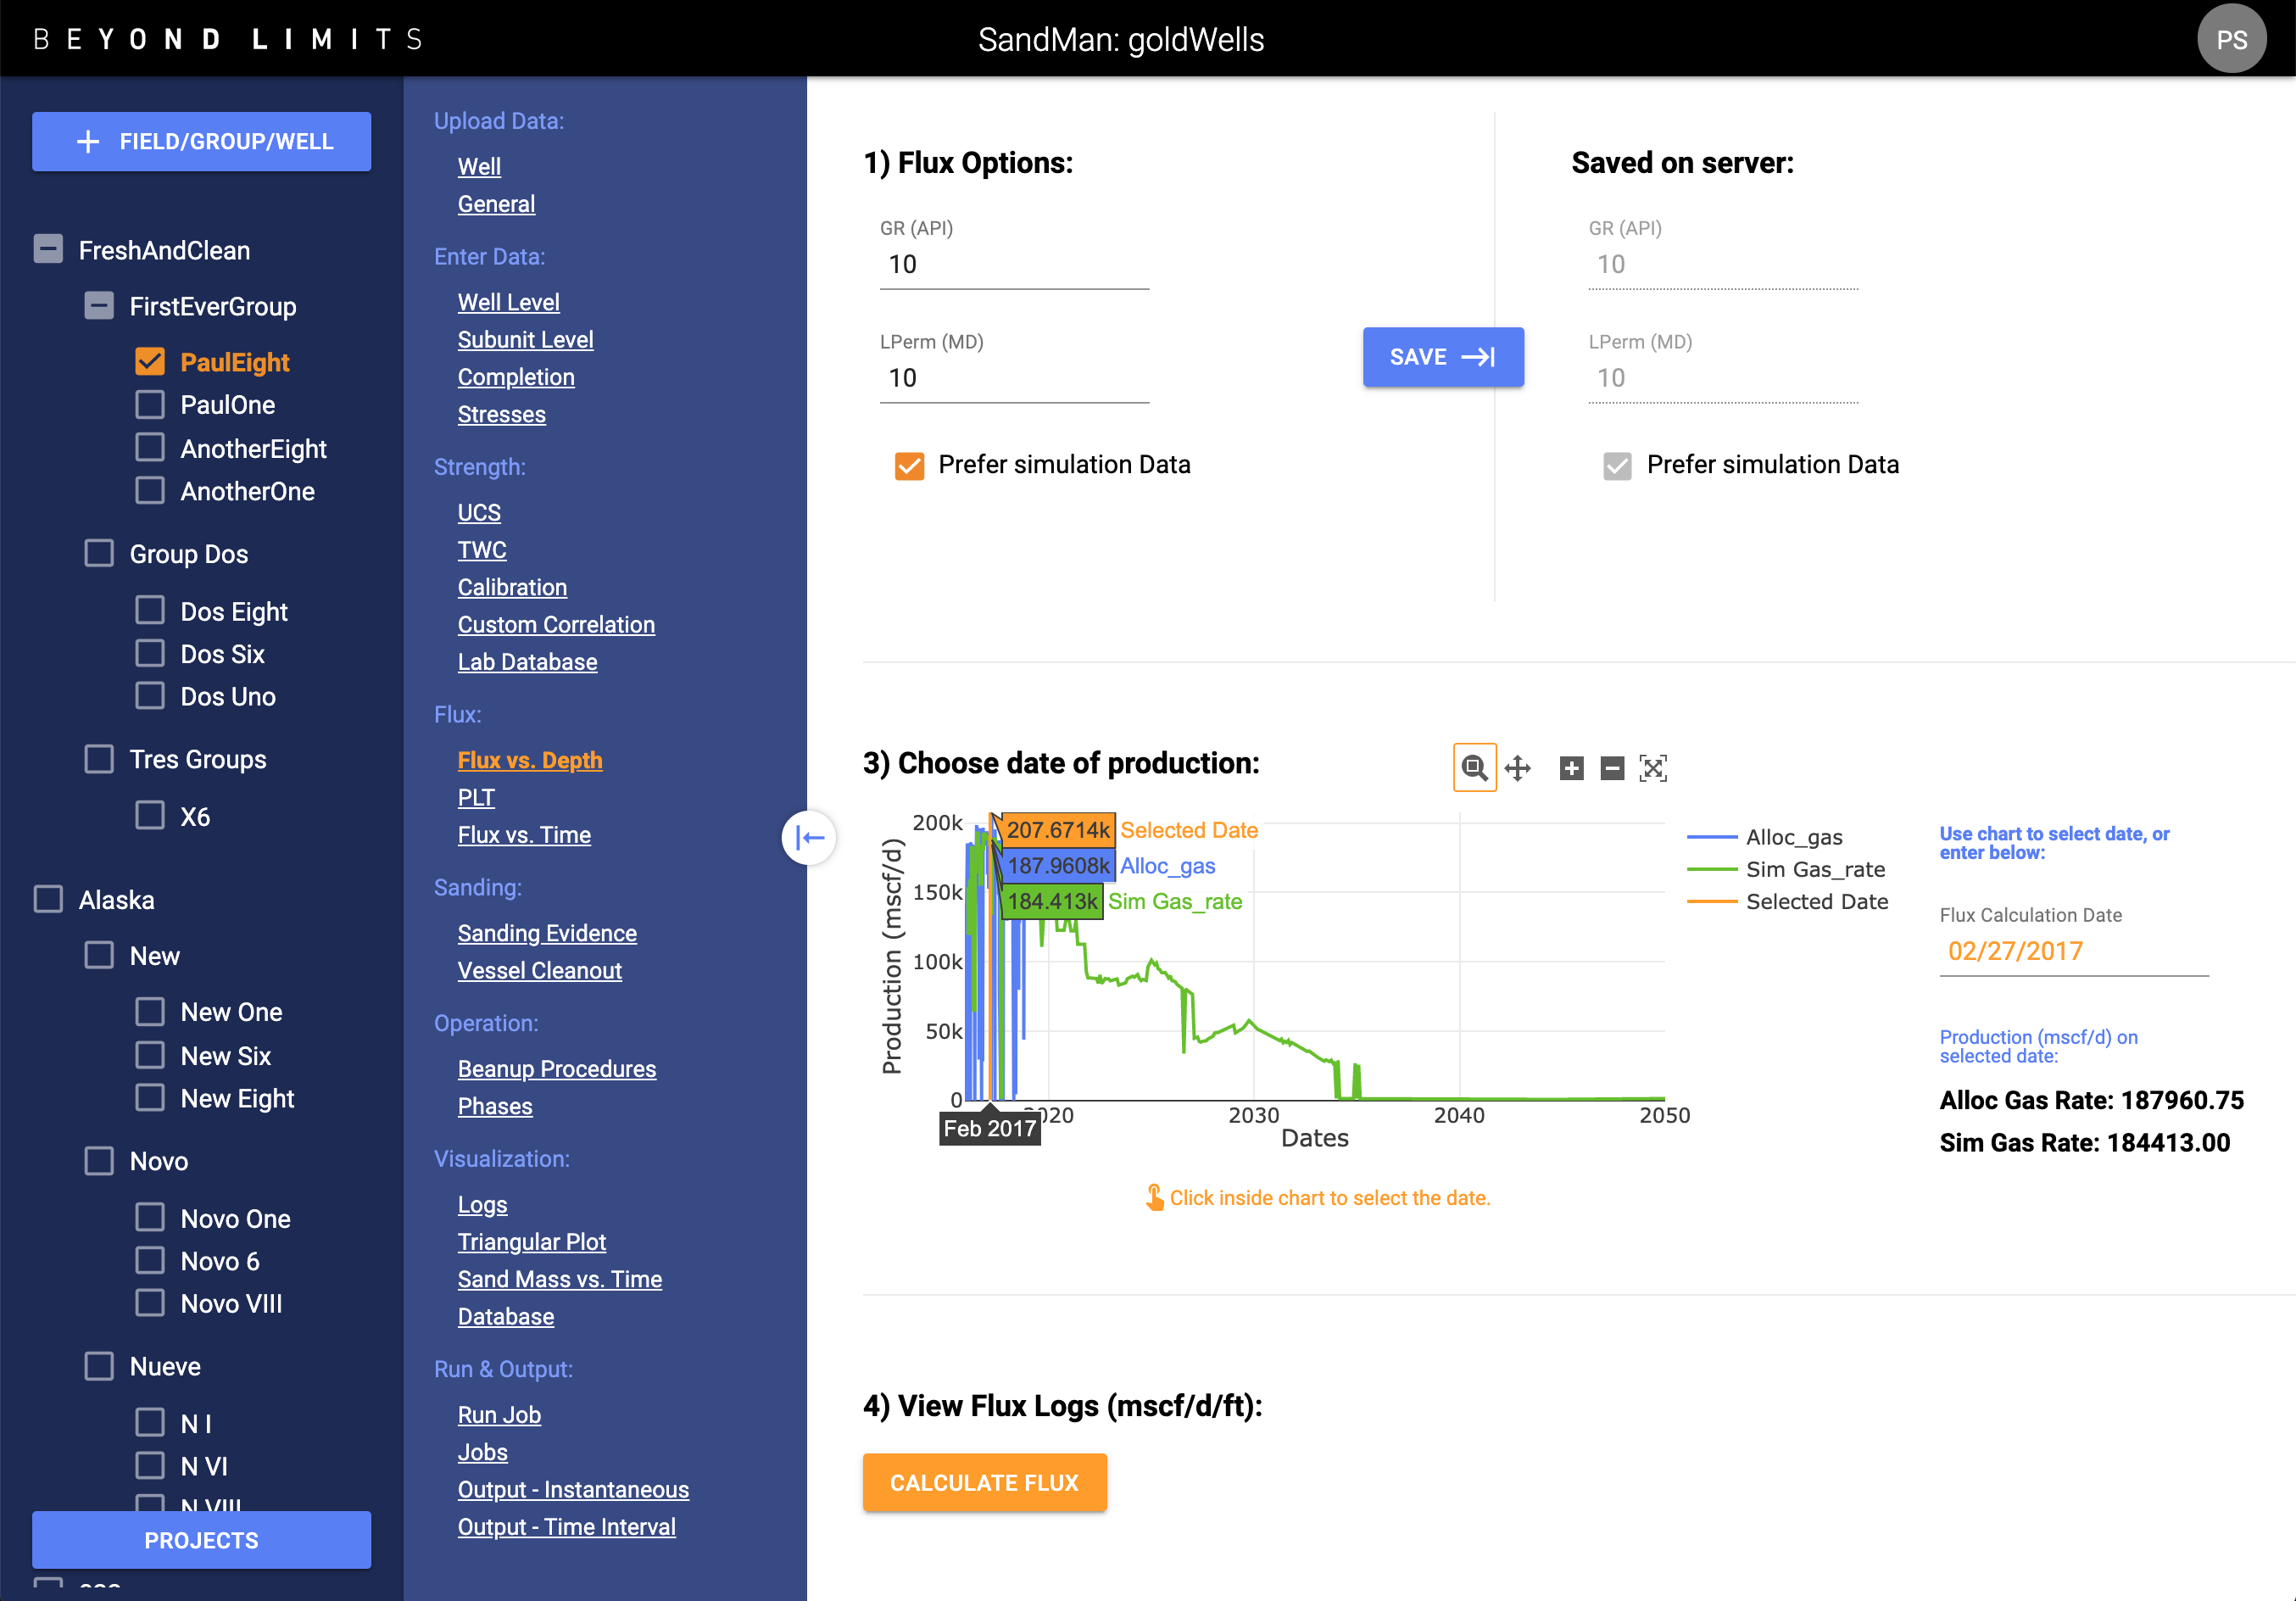 BEYOND LIMITS
SandMan: goldWells
PS
FIELD/GROUP/WELL
FreshAndClean
FirstEverGroup
PaulEight
PaulOne
AnotherEight
AnotherOne
Group Dos
Dos Eight
Dos Six
Dos Uno
Tres Groups
X6
Alaska
New
New One
New Six
New Eight
Novo
Novo One
Novo 6
Novo VIII
Nueve
N I
N VI
N VIII
PROJECTS
Upload Data:
Well
General
Enter Data:
Well Level
Subunit Level
Completion
Stresses
Strength:
UCS
TWC
Calibration
Custom Correlation
Lab Database
Flux:
Flux vs. Depth
PLT
Flux vs. Time
Sanding:
Sanding Evidence
Vessel Cleanout
Operation:
Beanup Procedures
Phases
Visualization:
Logs
Triangular Plot
Sand Mass vs. Time
Database
Run & Output:
Run Job
Jobs
Output - Instantaneous
Output - Time Interval
1) Flux Options:
GR (API)
10
LPerm (MD)
10
Prefer simulation Data
SAVE
Saved on server:
GR (API)
10
LPerm (MD)
10
Prefer simulation Data
3) Choose date of production:
Production (mscf/d)
200k
150k
100k
50k
0
207.6714k Selected Date
187.9608k Alloc_gas
184.413k Sim Gas_rate
Feb 2017
2030
2040
2050
Dates
Alloc_gas
Sim Gas_rate
Selected Date
Click inside chart to select the date.
Use chart to select date, or
enter below:
Flux Calculation Date
02/27/2017
Production (mscf/d) on
selected date:
Alloc Gas Rate: 187960.75
Sim Gas Rate: 184413.00
4) View Flux Logs (mscf/d/ft):
CALCULATE FLUX